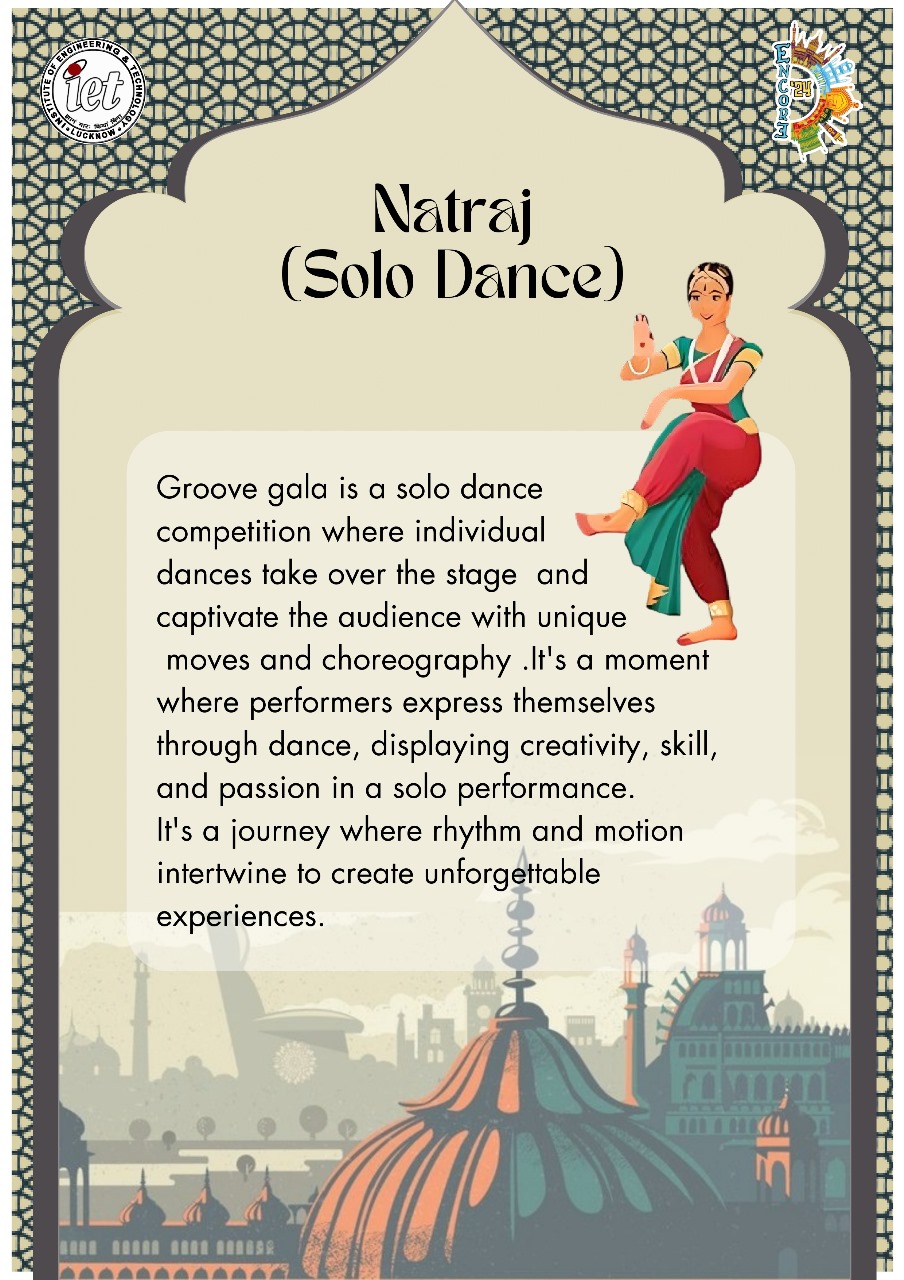 INSTITUTE OF ENGINEERING & TECHNOLOGY
iet
LUCKNOW
ENCORE
'24
Natraj
(Solo Dance)
Groove gala is a solo dance
competition where individual
dances take over the stage  and
captivate the audience with unique
moves and choreography .It's a moment
where performers express themselves
through dance, displaying creativity, skill,
and passion in a solo performance.
It's a journey where rhythm and motion
intertwine to create unforgettable
experiences.